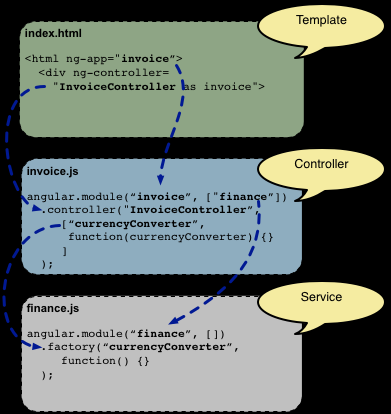 Template
index.html
<html ng-app="invoice">
<div ng-controller=
"InvoiceController as invoice">
Controller
invoice.js
angular.module(“invoice”, ["finance"])
.controller("InvoiceController”,
[“currencyConverter”,
function(currencyConverter) {}
]
);
Service
finance.js
angular.module(“finance”, [])
.factory(“currencyConverter”,
function() {}
);